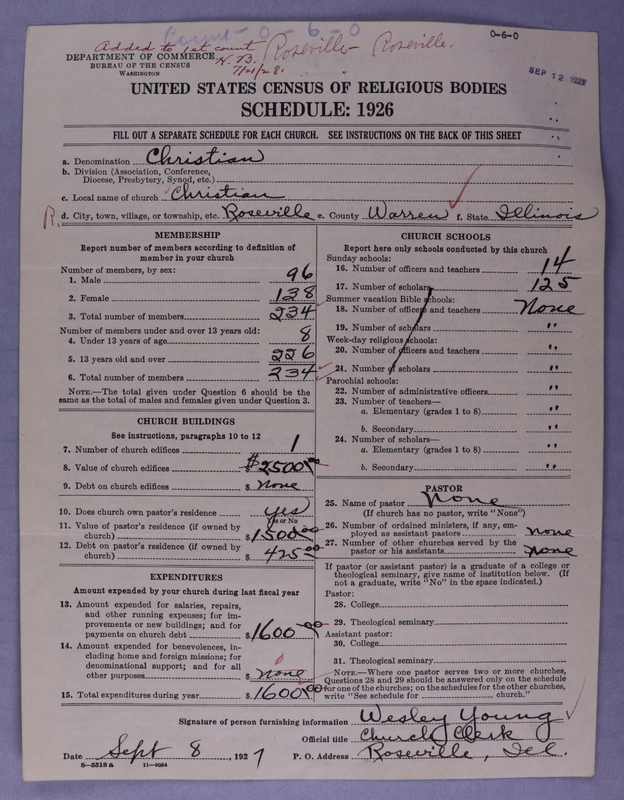 Count-0-6-0
0-6-0
Added to 1st count Roseville - Roseville.
DEPARTMENT OF COMMERCE
BUREAU OF THE CENSUS
WASHINGTON
7/21/28.
SEP 12 1927
UNITED STATES CENSUS OF RELIGIOUS BODIES
SCHEDULE: 1926
FILL OUT A SEPARATE SCHEDULE FOR EACH CHURCH. SEE INSTRUCTIONS ON THE BACK OF THIS SHEET
a. Denomination Christian
b. Division (Association, Conference,
Diocese, Presbytery, Synod, etc.)
c. Local name of church Christian
R. d. City, town, village, or township, etc. Roseville e. County Warren f. State Illinois
MEMBERSHIP
Report number of members according to definition of
member in your church
Number of members, by sex:
1. Male 96
2. Female 138
3. Total number of members 234
Number of members under and over 13 years old:
4. Under 13 years of age 8
5. 13 years old and over 226
6. Total number of members 234
NOTE.—The total given under Question 6 should be the
same as the total of males and females given under Question 3.
CHURCH BUILDINGS
See instructions, paragraphs 10 to 12
7. Number of church edifices 1
8. Value of church edifices $2500.00
9. Debt on church edifices $ None
10. Does church own pastor's residence yes
Yes or No
11. Value of pastor's residence (if owned by
church) $1500.00
12. Debt on pastor's residence (if owned by
church) $425.00
EXPENDITURES
Amount expended by your church during last fiscal year
13. Amount expended for salaries, repairs,
and other running expenses; for im-
provements or new buildings; and for
payments on church debt $1600.00
14. Amount expended for benevolences, in-
cluding home and foreign missions; for
denominational support; and for all
other purposes $ None
15. Total expenditures during year $1600.00
CHURCH SCHOOLS
Report here only schools conducted by this church
Sunday schools:
16. Number of officers and teachers 14
17. Number of scholars 125
Summer vacation Bible schools:
18. Number of officers and teachers None
19. Number of scholars "
Week-day religious schools:
20. Number of officers and teachers "
21. Number of scholars "
Parochial schools:
22. Number of administrative officers "
23. Number of teachers—
a. Elementary (grades 1 to 8) "
b. Secondary "
24. Number of scholars—
a. Elementary (grades 1 to 8) "
b. Secondary "
PASTOR
25. Name of pastor None
(If church has no pastor, write "None")
26. Number of ordained ministers, if any, em-
ployed as assistant pastors none
27. Number of other churches served by the
pastor or his assistants none
If pastor (or assistant pastor) is a graduate of a college or
theological seminary, give name of institution below. (If
not a graduate, write "No" in the space indicated.)
Pastor:
28. College
29. Theological seminary
Assistant pastor:
30. College
31. Theological seminary
NOTE.—Where one pastor serves two or more churches,
Questions 28 and 29 should be answered only on the schedule
for one of the churches; on the schedules for the other churches,
write "See schedule for church."
Signature of person furnishing information Wesley Young
Official title Church Clerk
Date Sept 8, 1927 P. O. Address Roseville, Ill.
6—5518a 11—9054